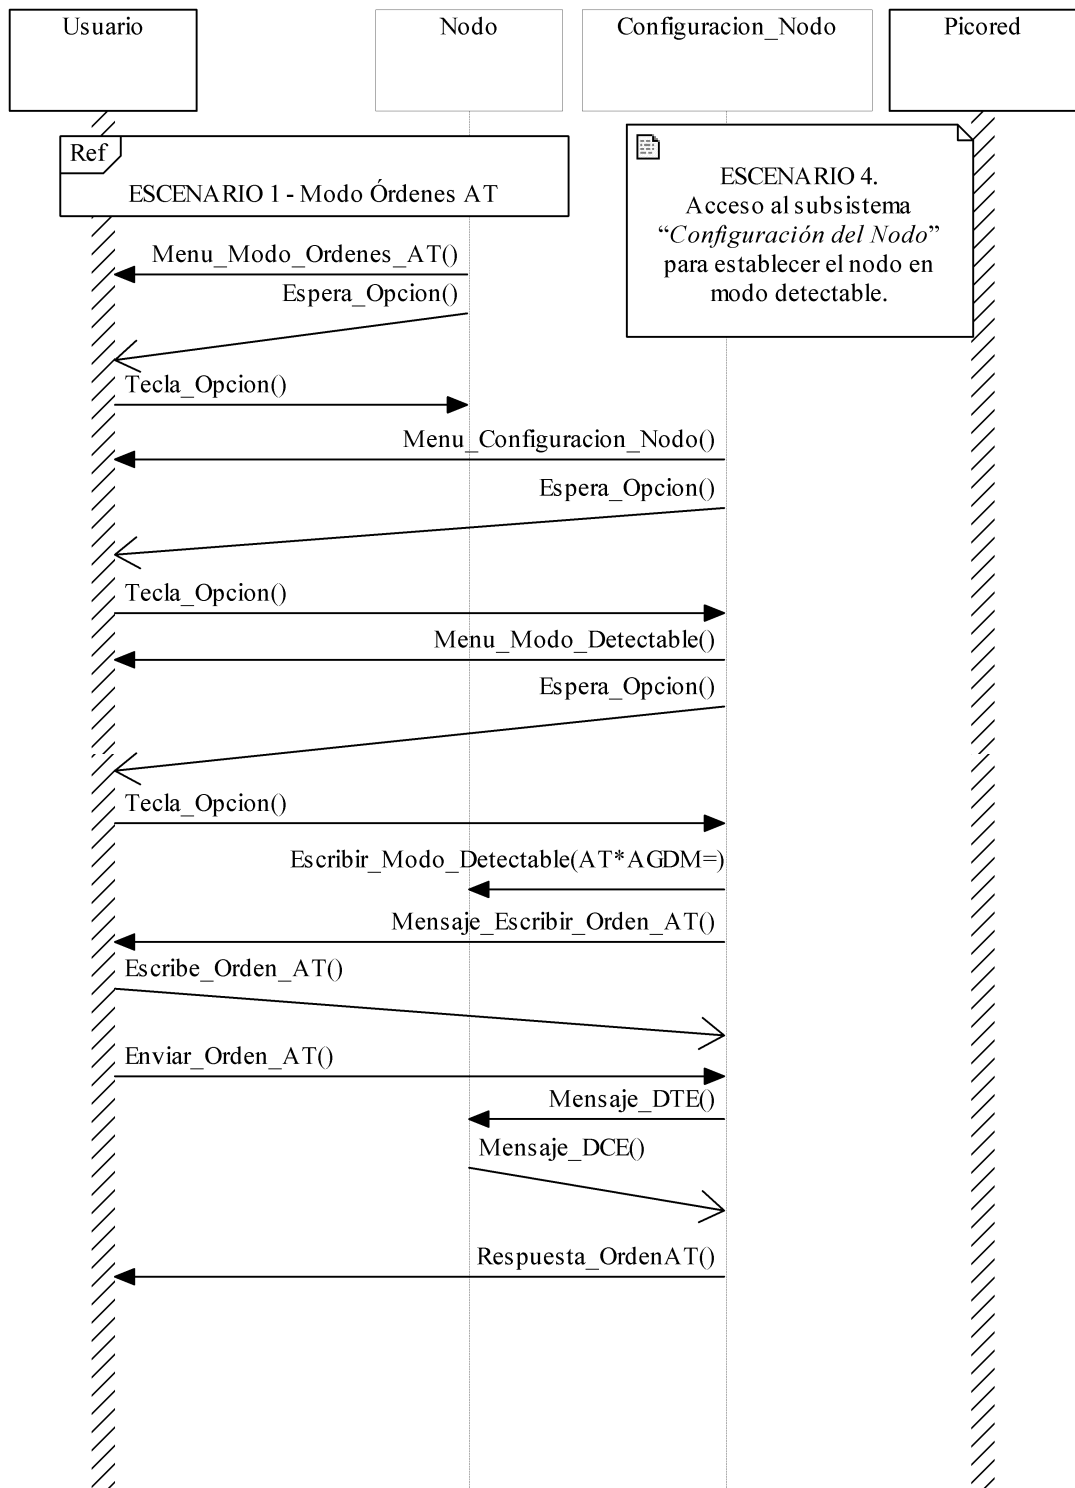 Usuario
Nodo
Configuracion_Nodo
Picored
Ref
ESCENARIO 1 - Modo Órdenes AT
ESCENARIO 4.
Acceso al subsistema
“Configuración del Nodo”
para establecer el nodo en
modo detectable.
Menu_Modo_Ordenes_AT()
Espera_Opcion()
Tecla_Opcion()
Menu_Configuracion_Nodo()
Espera_Opcion()
Tecla_Opcion()
Menu_Modo_Detectable()
Espera_Opcion()
Tecla_Opcion()
Escribir_Modo_Detectable(AT*AGDM=)
Mensaje_Escribir_Orden_AT()
Escribe_Orden_AT()
Enviar_Orden_AT()
Mensaje_DTE()
Mensaje_DCE()
Respuesta_OrdenAT()